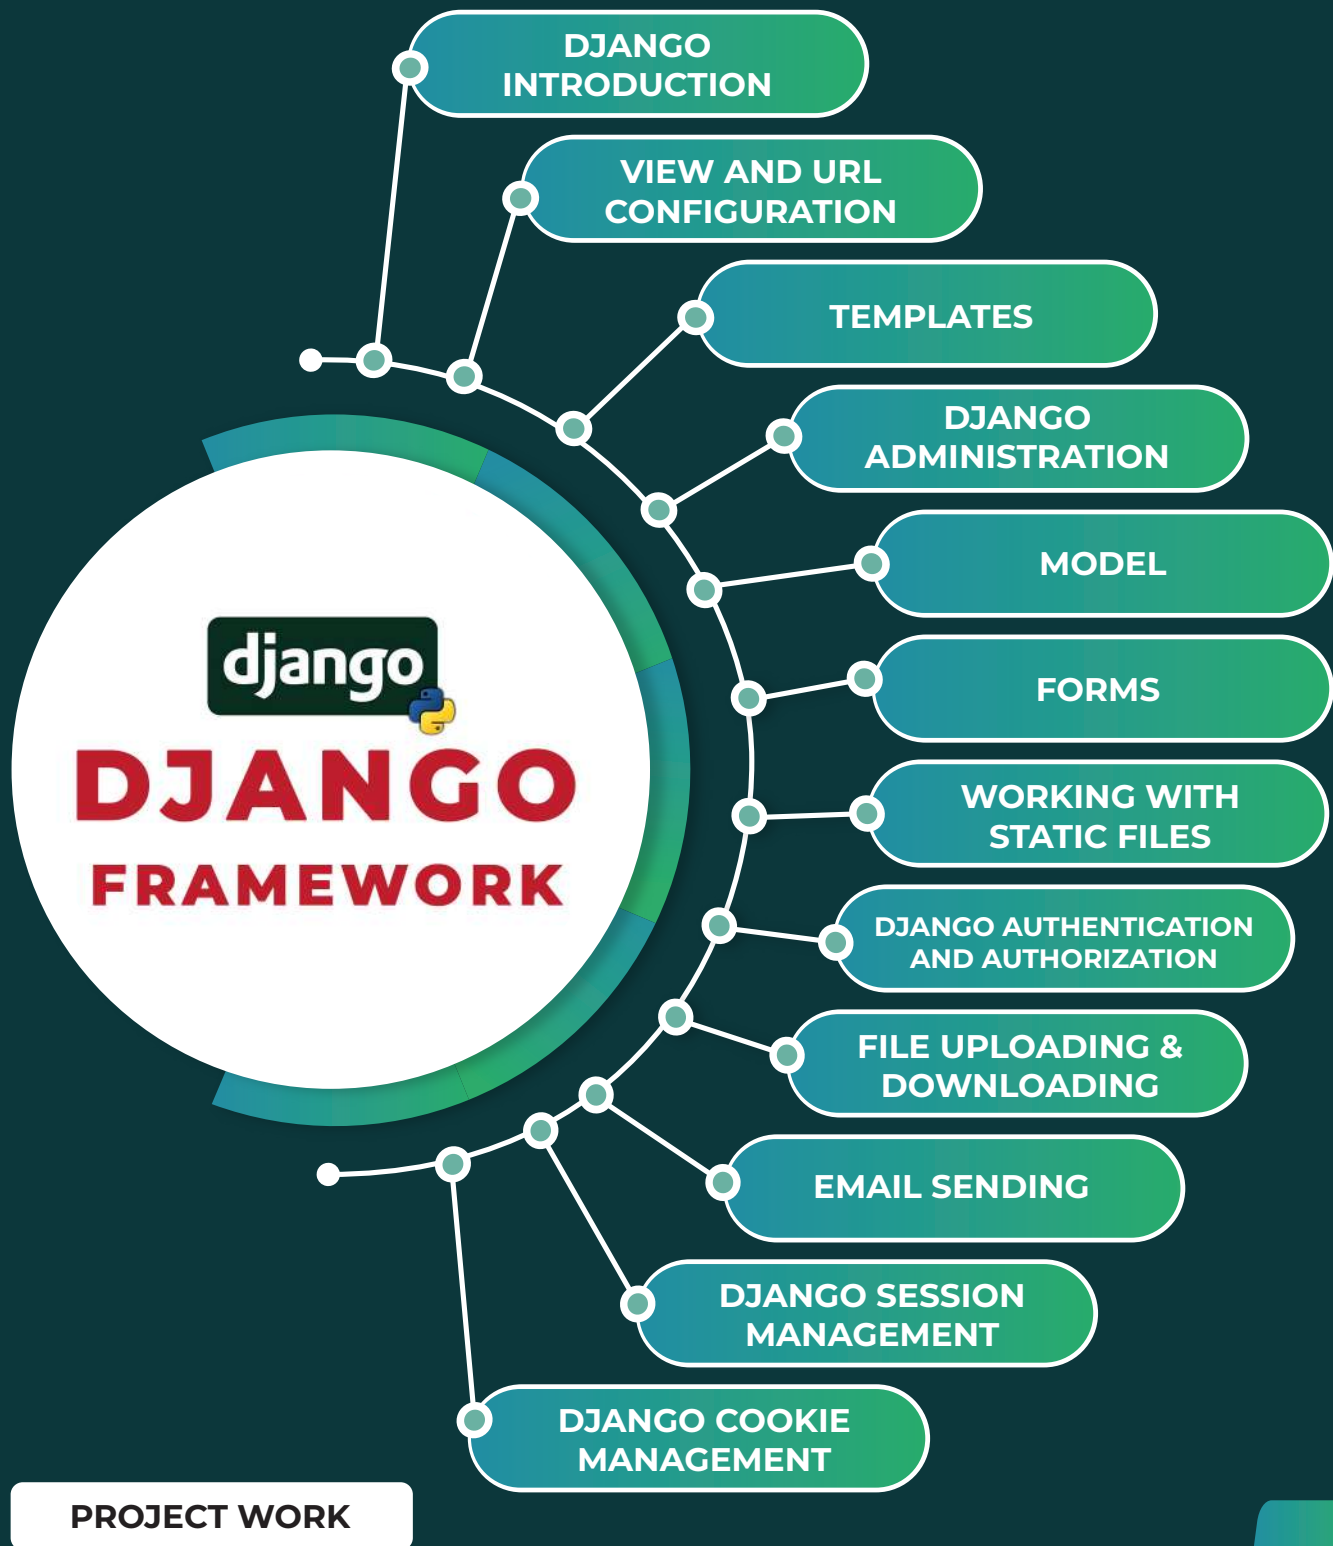 DJANGO
INTRODUCTION
VIEW AND URL
CONFIGURATION
TEMPLATES
DJANGO
ADMINISTRATION
MODEL
FORMS
WORKING WITH
STATIC FILES
DJANGO AUTHENTICATION
AND AUTHORIZATION
FILE UPLOADING &
DOWNLOADING
EMAIL SENDING
DJANGO SESSION
MANAGEMENT
DJANGO COOKIE
MANAGEMENT
django
DJANGO
FRAMEWORK
PROJECT WORK